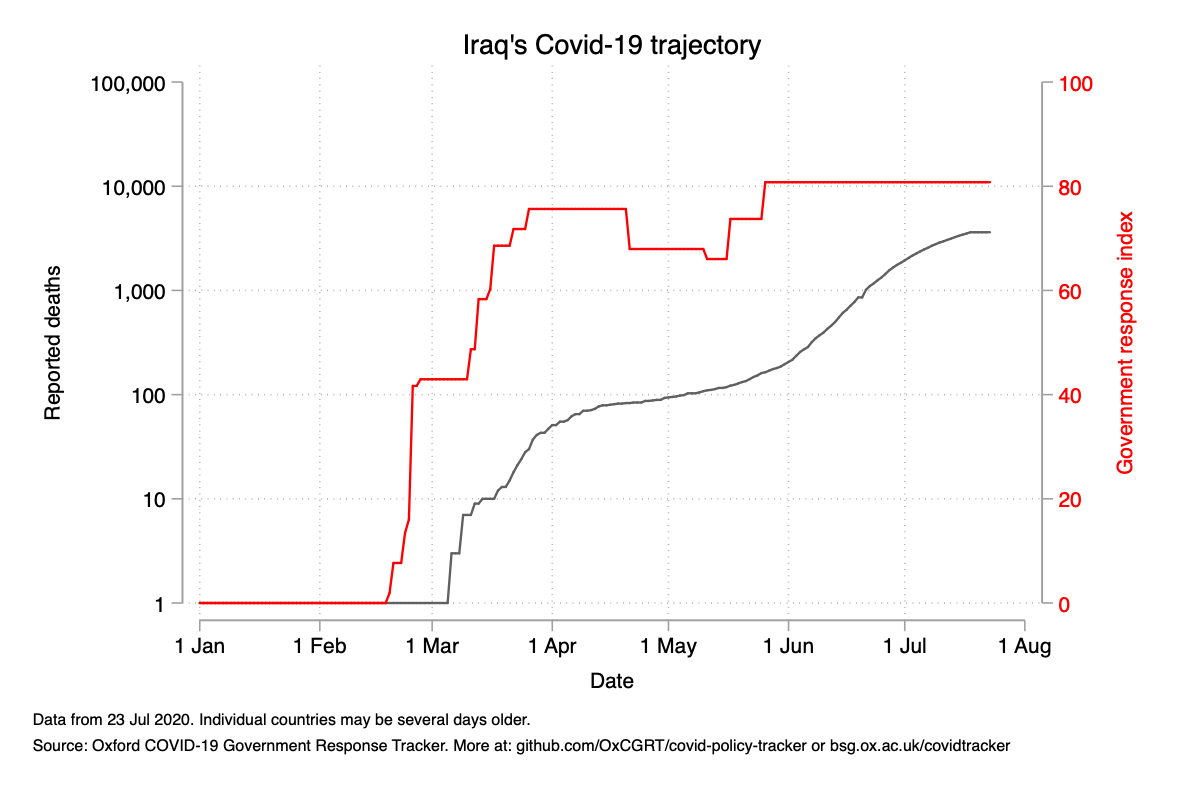 Iraq's Covid-19 trajectory
100,000
10,000
1,000
100
10
1
Reported deaths
100
80
60
40
20
0
Government response index
1 Jan 1 Feb 1 Mar 1 Apr 1 May 1 Jun 1 Jul 1 Aug
Date
Data from 23 Jul 2020. Individual countries may be several days older.
Source: Oxford COVID-19 Government Response Tracker. More at: github.com/OxCGRT/covid-policy-tracker or bsg.ox.ac.uk/covidtracker